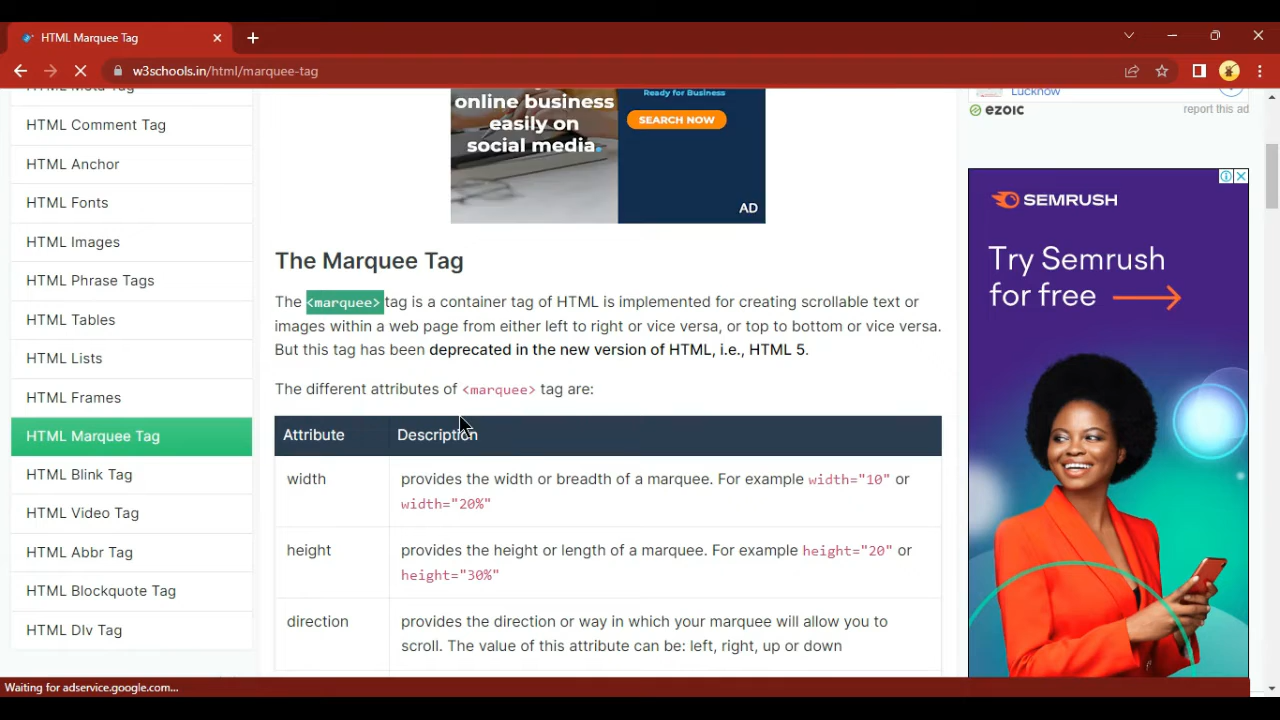 HTML Marquee Tag
w3schools.in/html/marquee-tag
HTML Meta Tag
HTML Comment Tag
HTML Anchor
HTML Fonts
HTML Images
HTML Phrase Tags
HTML Tables
HTML Lists
HTML Frames
HTML Marquee Tag
HTML Blink Tag
HTML Video Tag
HTML Abbr Tag
HTML Blockquote Tag
HTML DIv Tag
online business
easily on
social media.
Ready for Business
SEARCH NOW
AD
The Marquee Tag
The <marquee> tag is a container tag of HTML is implemented for creating scrollable text or
images within a web page from either left to right or vice versa, or top to bottom or vice versa.
But this tag has been deprecated in the new version of HTML, i.e., HTML 5.
The different attributes of <marquee> tag are:
Attribute Description
width provides the width or breadth of a marquee. For example width="10" or
width="20%"
height provides the height or length of a marquee. For example height="20" or
height="30%"
direction provides the direction or way in which your marquee will allow you to
scroll. The value of this attribute can be: left, right, up or down
Lucknow
ezoic report this ad
SEMRUSH
Try Semrush
for free
Waiting for adservice.google.com...